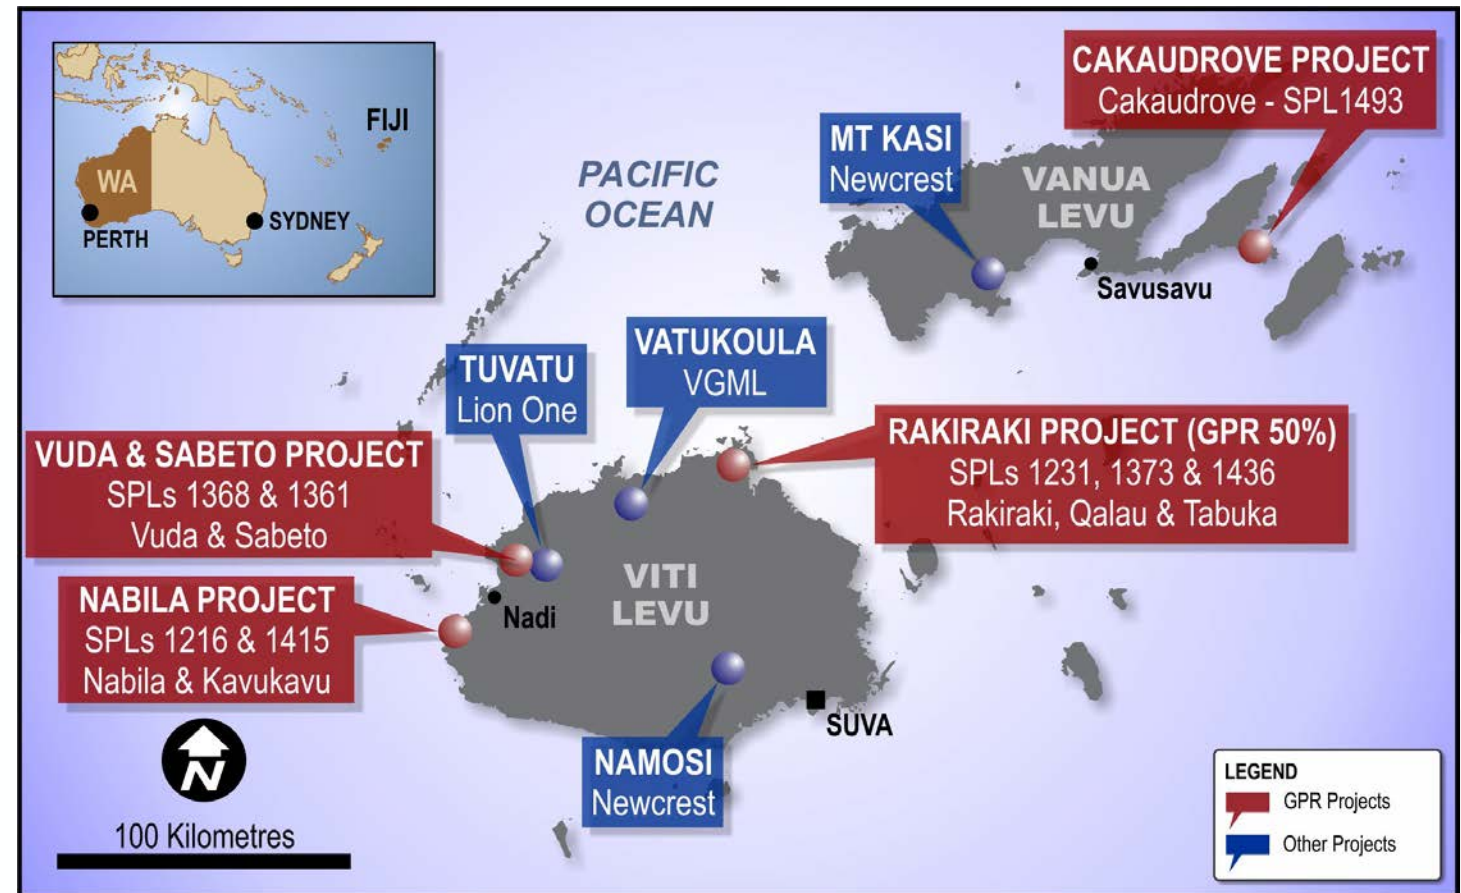 FIJI
WA
PERTH
SYDNEY
PACIFIC
OCEAN
CAKAUDROVE PROJECT
Cakaudrove - SPL1493
MT KASI
Newcrest
VANUA
LEVU
Savusavu
TUVATU
Lion One
VATUKOULA
VGML
VUDA & SABETO PROJECT
SPLs 1368 & 1361
Vuda & Sabeto
RAKIRAKI PROJECT (GPR 50%)
SPLs 1231, 1373 & 1436
Rakiraki, Qalau & Tabuka
NABILA PROJECT
SPLs 1216 & 1415
Nabila & Kavukavu
Nadi
VITI
LEVU
SUVA
NAMOSI
Newcrest
N
100 Kilometres
LEGEND
GPR Projects
Other Projects